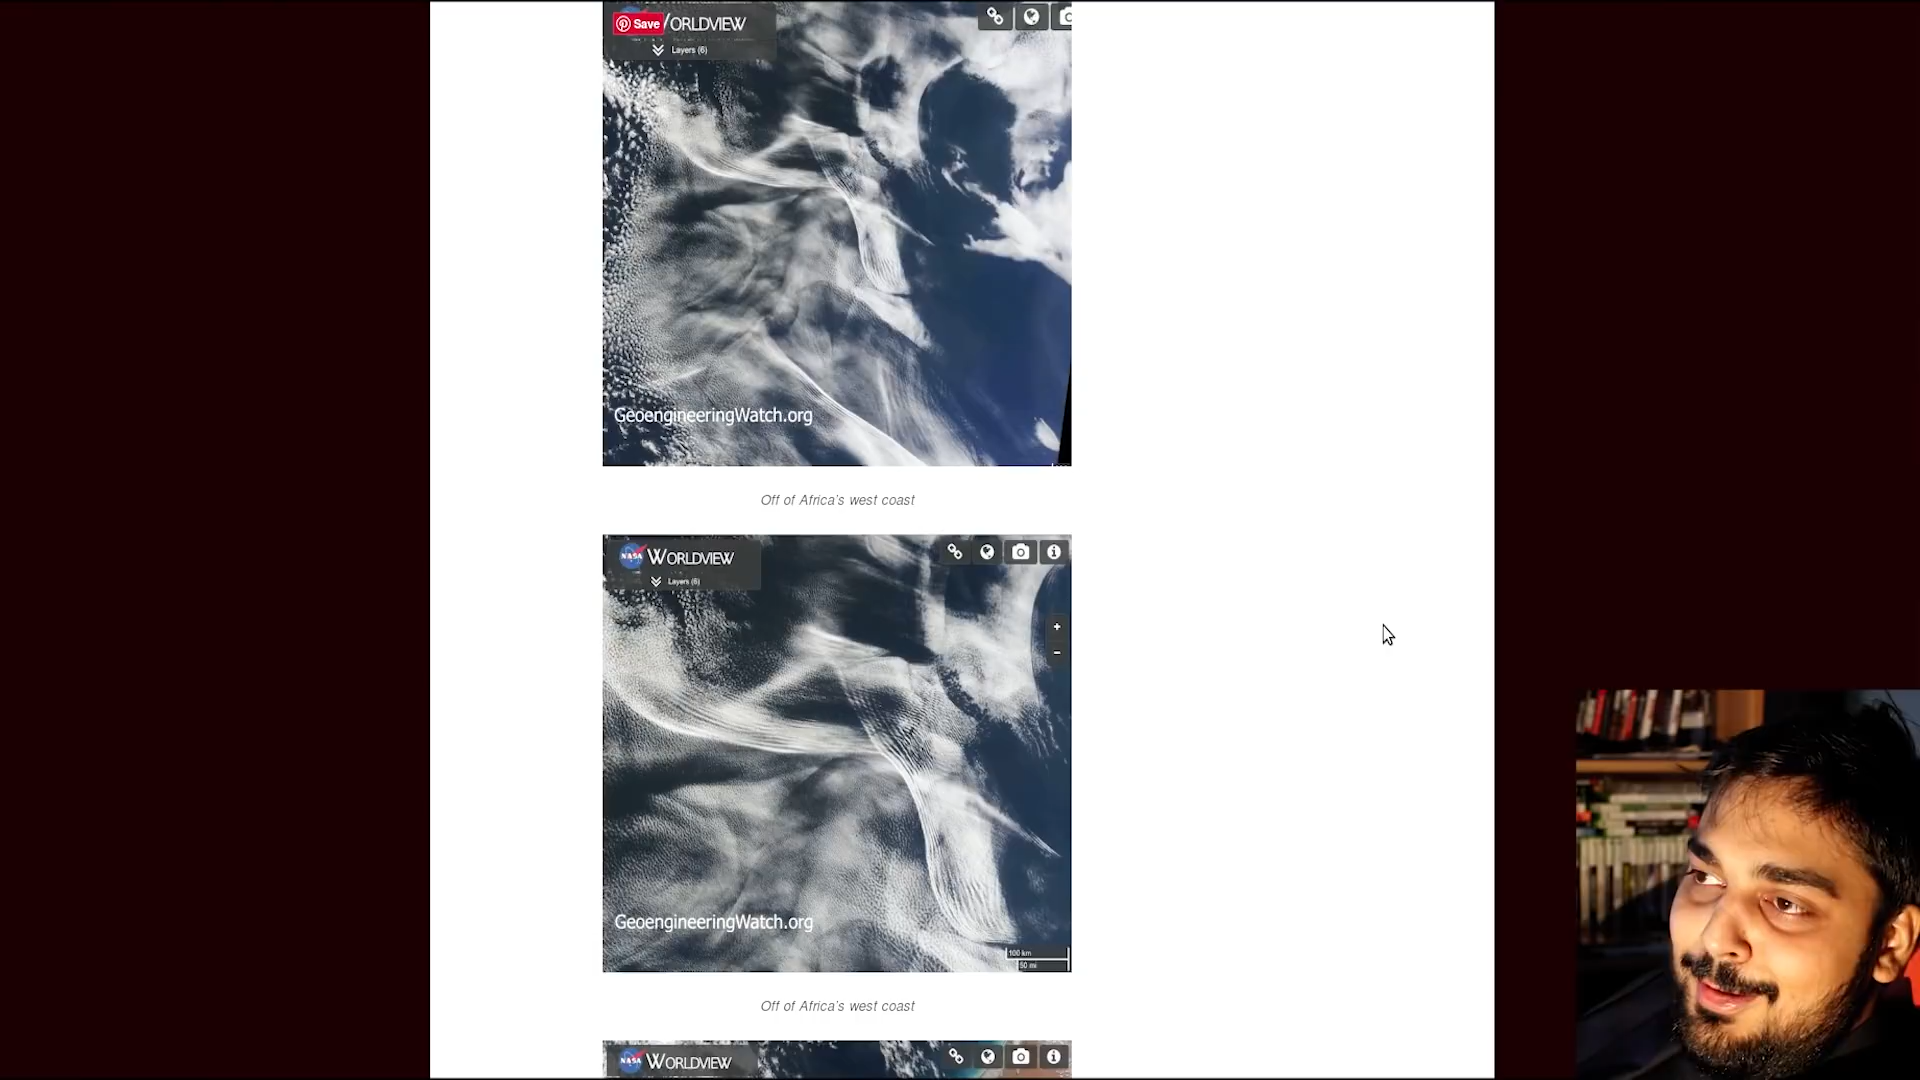 Save
ORLDVIEW
Layers (6)
GeoengineeringWatch.org
Off of Africa's west coast
NASA WORLDVIEW
Layers (6)
+
−
GeoengineeringWatch.org
100 km
50 mi
Off of Africa's west coast
NASA WORLDVIEW